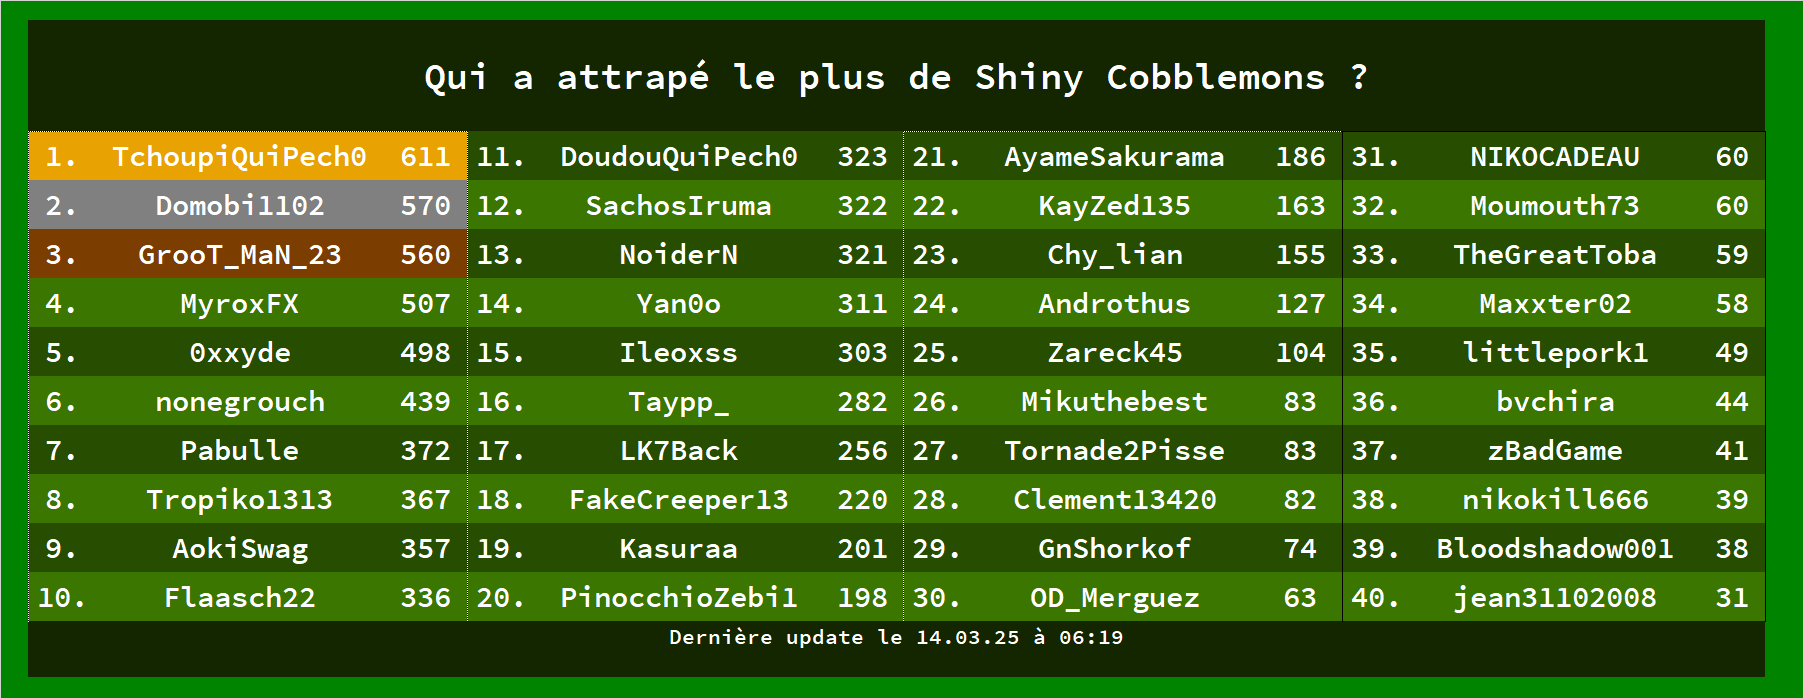 Qui a attrapé le plus de Shiny Cobblemons ?
1. TchoupiQuiPech0 611 11. DoudouQuiPech0 323 21. AyameSakurama 186 31. NIKOCADEAU 60
2. Domobi1102 570 12. SachosIruma 322 22. KayZed135 163 32. Moumouth73 60
3. GrooT_MaN_23 560 13. NoiderN 321 23. Chy_lian 155 33. TheGreatToba 59
4. MyroxFX 507 14. Yan0o 311 24. Androthus 127 34. Maxxter02 58
5. 0xxyde 498 15. Ileoxss 303 25. Zareck45 104 35. littlepork1 49
6. nonegrouch 439 16. Taypp_ 282 26. Mikuthebest 83 36. bvchira 44
7. Pabulle 372 17. LK7Back 256 27. Tornade2Pisse 83 37. zBadGame 41
8. Tropiko1313 367 18. FakeCreeper13 220 28. Clement13420 82 38. nikokill666 39
9. AokiSwag 357 19. Kasuraa 201 29. GnShorkof 74 39. Bloodshadow001 38
10. Flaasch22 336 20. PinocchioZebi1 198 30. OD_Merguez 63 40. jean31102008 31
Dernière update le 14.03.25 à 06:19